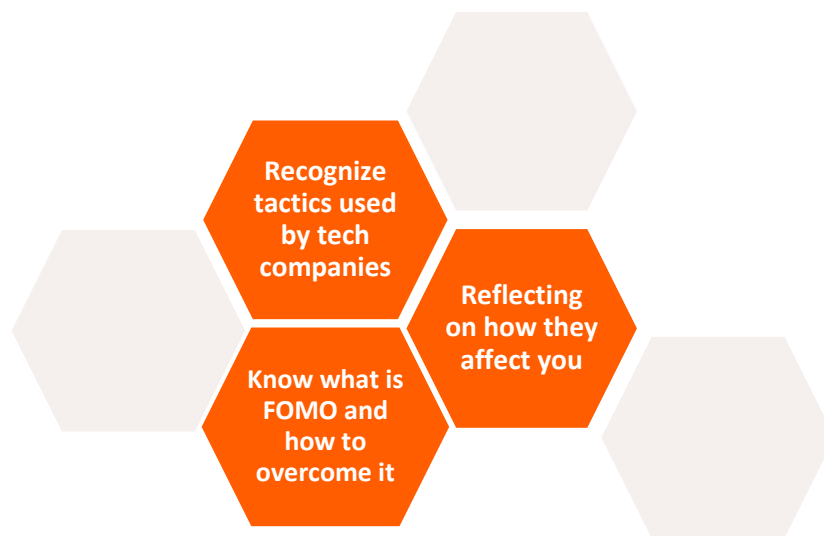 Recognize
tactics used
by tech
companies
Reflecting
on how they
affect you
Know what is
FOMO and
how to
overcome it